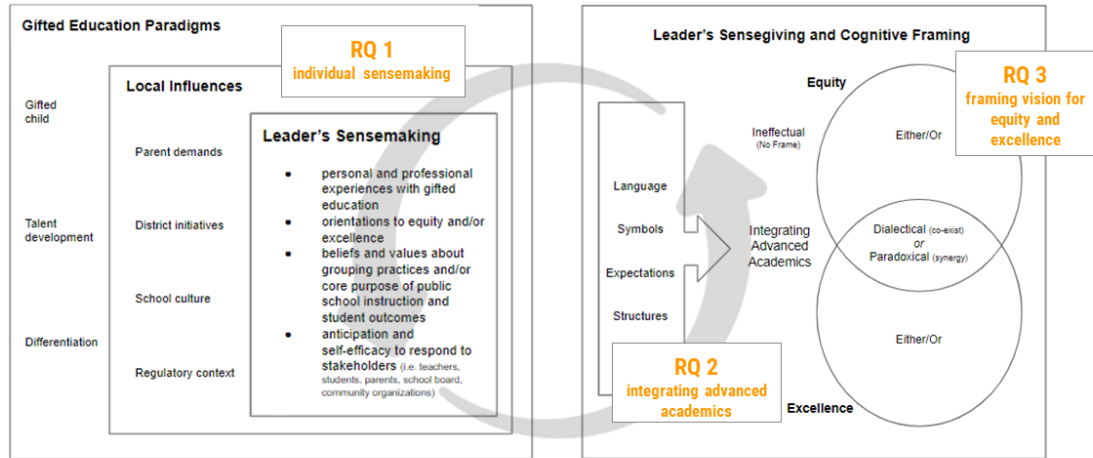 Gifted Education Paradigms
RQ 1
individual sensemaking
Local Influences
Gifted
child
Talent
development
Differentiation
Parent demands
District initiatives
School culture
Regulatory context
Leader's Sensemaking
● personal and professional
experiences with gifted
education
● orientations to equity and/or
excellence
● beliefs and values about
grouping practices and/or
core purpose of public
school instruction and
student outcomes
● anticipation and
self-efficacy to respond to
stakeholders (i.e. teachers,
students, parents, school board,
community organizations)
Leader's Sensegiving and Cognitive Framing
Language
Symbols
Expectations
Structures
RQ 2
integrating advanced
academics
Integrating
Advanced
Academics
Ineffectual
(No Frame)
Equity
RQ 3
framing vision for
equity and
excellence
Either/Or
Dialectical (co-exist)
or
Paradoxical (synergy)
Either/Or
Excellence